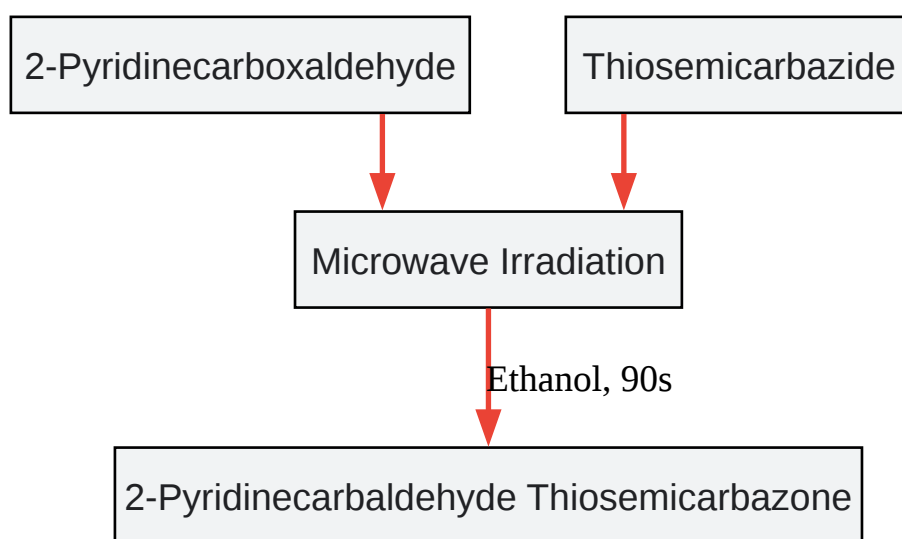 2-Pyridinecarboxaldehyde
Thiosemicarbazide
Microwave Irradiation
Ethanol, 90s
2-Pyridinecarbaldehyde Thiosemicarbazone